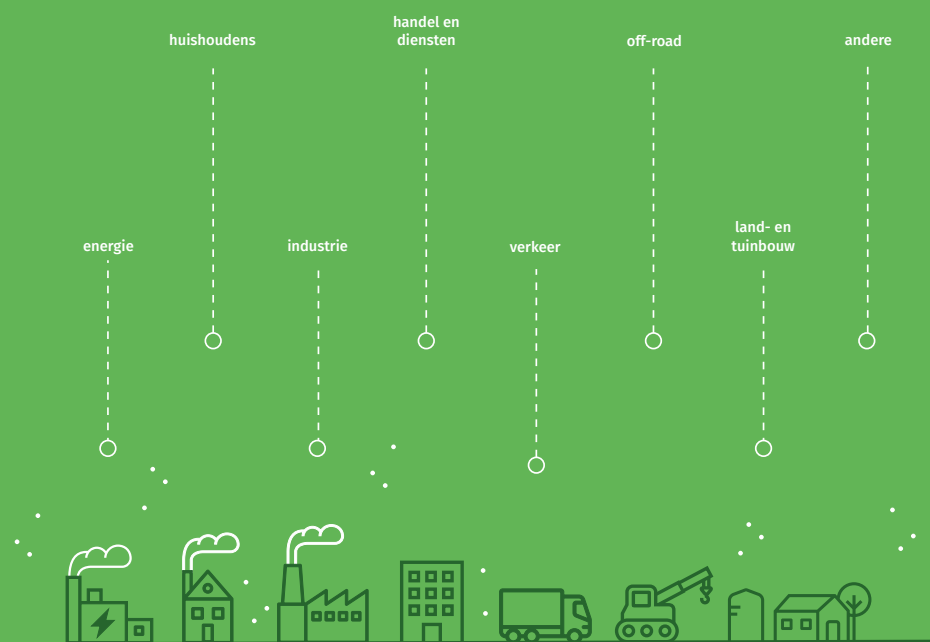 huishoudens
handel en
diensten
off-road
andere
energie
industrie
verkeer
land- en
tuinbouw